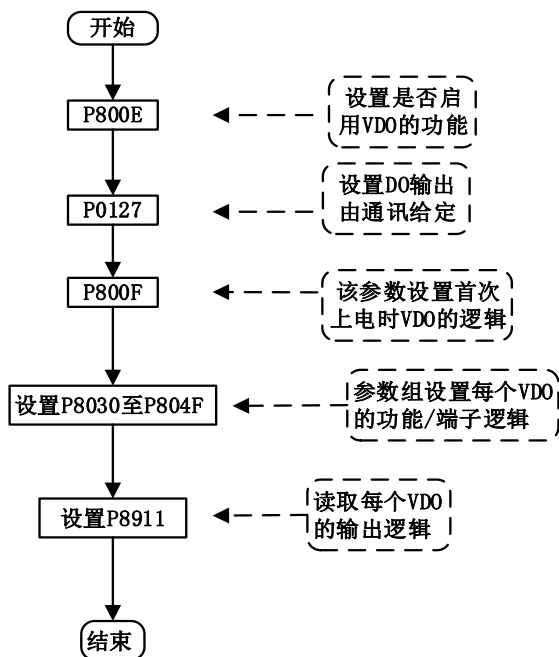 开始
P800E
设置是否启
用VDO的功能
P0127
设置DO输出
由通讯给定
P800F
该参数设置首次
上电时VDO的逻辑
设置P8030至P804F
参数组设置每个VDO
的功能/端子逻辑
设置P8911
读取每个VDO
的输出逻辑
结束